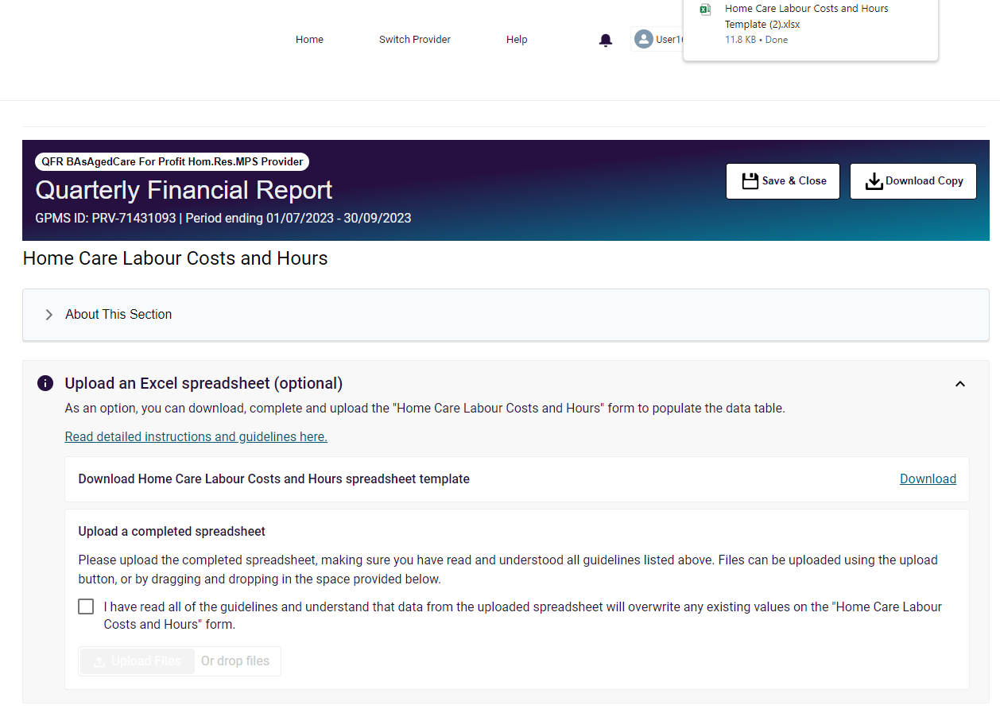 Home Care Labour Costs and Hours
Template (2).xlsx
11.8 KB • Done
Home
Switch Provider
Help
QFR BAsAgedCare For Profit Hom.Res.MPS Provider
Quarterly Financial Report
GPMS ID: PRV-71431093 | Period ending 01/07/2023 - 30/09/2023
Save & Close
Download Copy
Home Care Labour Costs and Hours
About This Section
Upload an Excel spreadsheet (optional)
As an option, you can download, complete and upload the "Home Care Labour Costs and Hours" form to populate the data table.
Read detailed instructions and guidelines here.
Download Home Care Labour Costs and Hours spreadsheet template
Download
Upload a completed spreadsheet
Please upload the completed spreadsheet, making sure you have read and understood all guidelines listed above. Files can be uploaded using the upload
button, or by dragging and dropping in the space provided below.
I have read all of the guidelines and understand that data from the uploaded spreadsheet will overwrite any existing values on the "Home Care Labour
Costs and Hours" form.
Upload Files
Or drop files